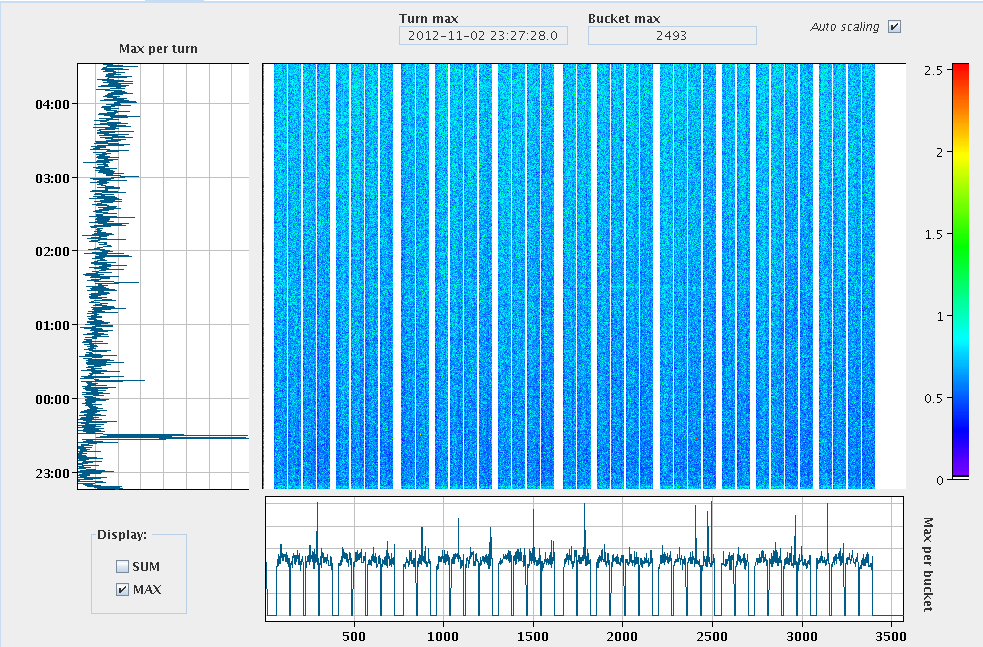 Turn max
Bucket max
2012-11-02 23:27:28.0
2493
Auto scaling
Max per turn
04:00
03:00
02:00
01:00
00:00
23:00
2.5
2
1.5
1
0.5
0
Display:
SUM
MAX
Max per bucket
500
1000
1500
2000
2500
3000
3500